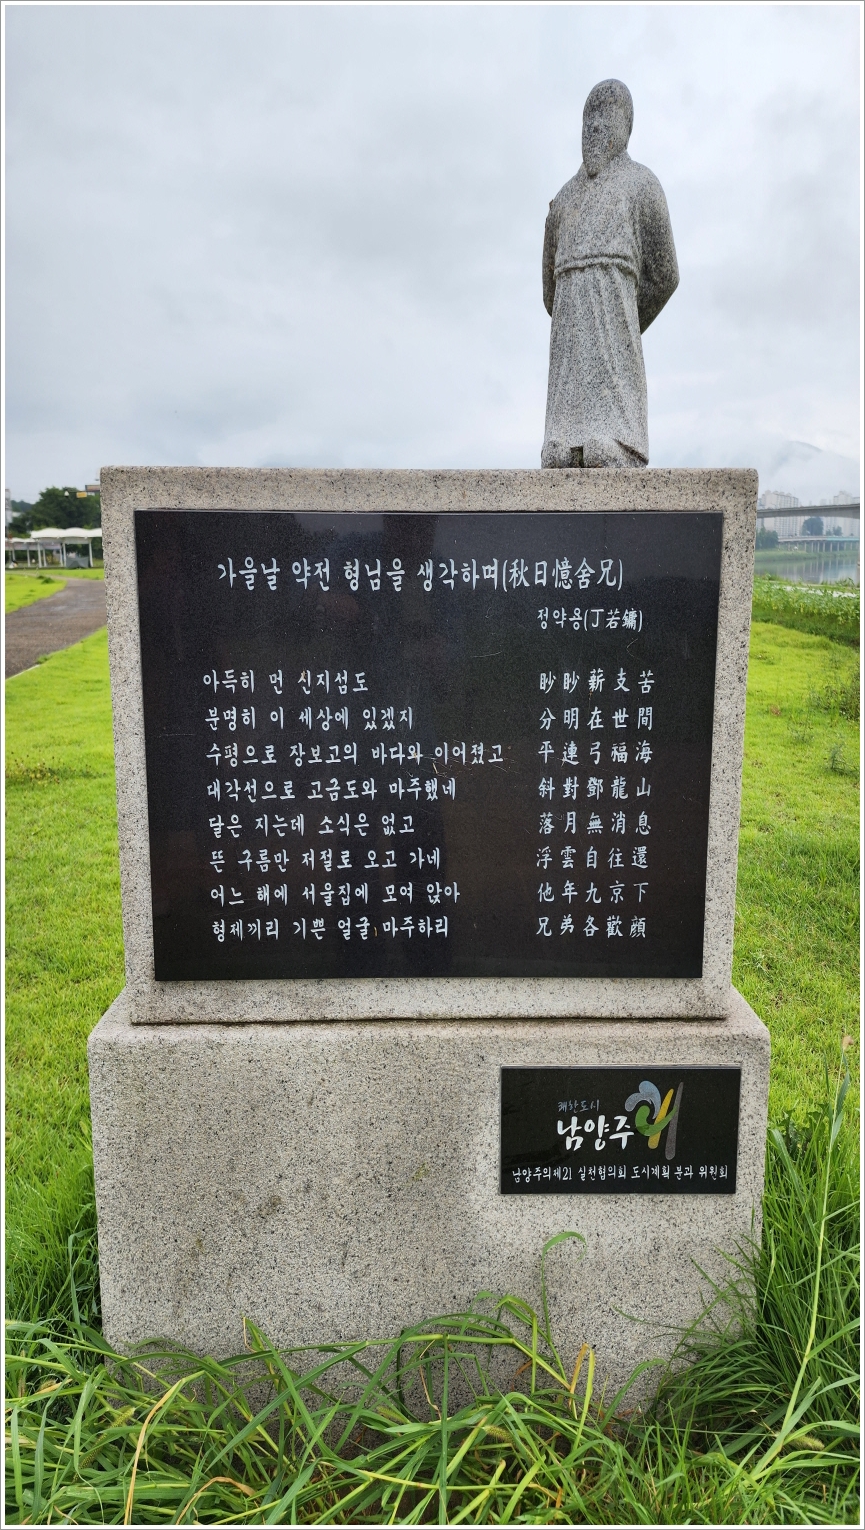 가을날 약전 형님을 생각하며(秋日憶舍兄)
정약용(丁若鏞)
아득히 먼 신지섬도 眇眇薪支苫
분명히 이 세상에 있겠지 分明在世間
수평으로 장보고의 바다와 이어졌고 平連弓福海
대각선으로 고금도와 마주했네 斜對鄧龍山
달은 지는데 소식은 없고 落月無消息
뜬 구름만 저절로 오고 가네 浮雲自往還
어느 해에 서울집에 모여 앉아 他年九京下
형제끼리 기쁜 얼굴 마주하리 兄弟各歡顔
쾌한도시
남양주
남양주의제21 실천협의회 도시계획 분과 위원회